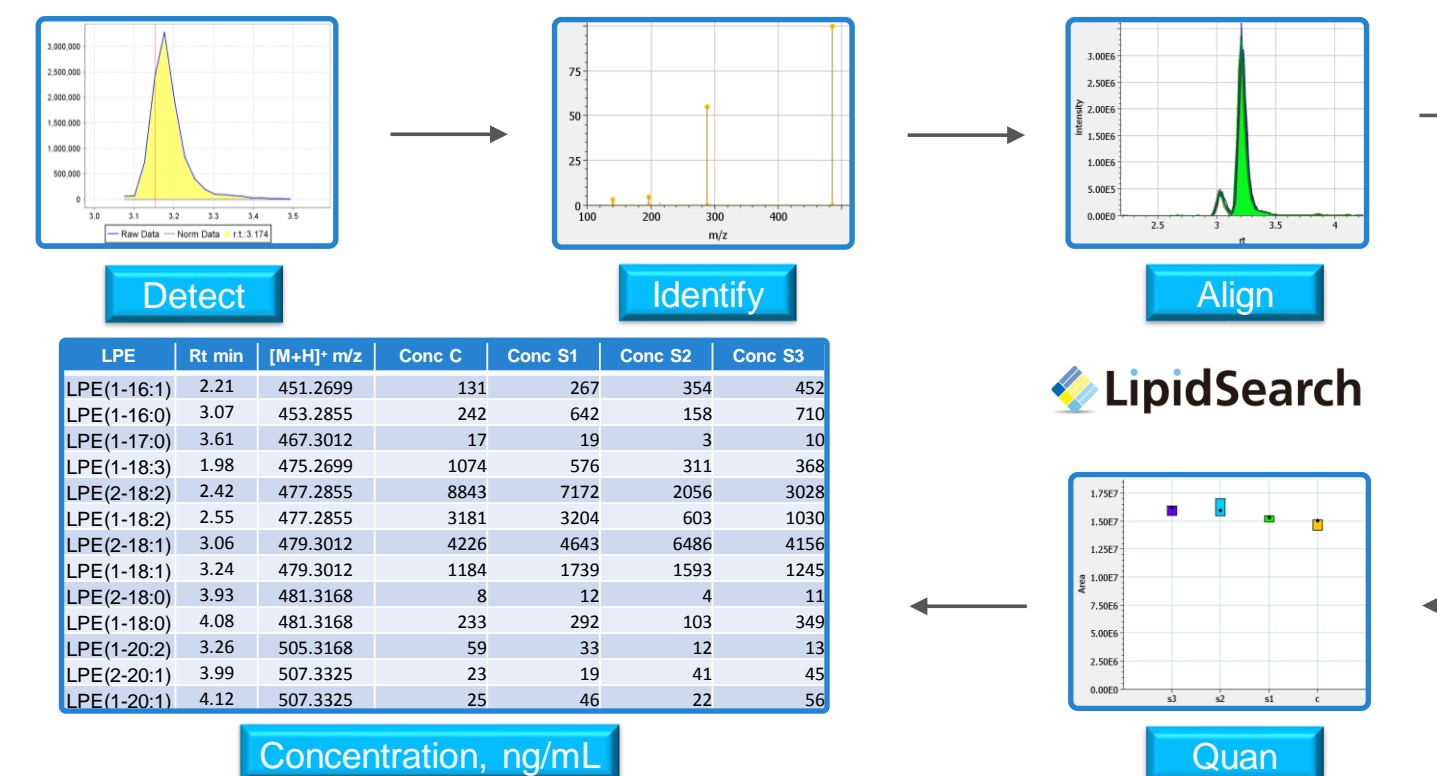 3,000,000
2,500,000
2,000,000
1,500,000
1,000,000
500,000
0
3.0 3.1 3.2 3.3 3.4 3.5
Raw Data Norm Data r.t.:3.174
Detect
75
50
25
0
100 200 300 400
m/z
Identify
intensity
3.00E6
2.50E6
2.00E6
1.50E6
1.00E6
5.00E5
0.00E0
2.5 3 3.5 4
rt
Align
LPE Rt min [M+H]⁺ m/z Conc C Conc S1 Conc S2 Conc S3
LPE(1-16:1) 2.21 451.2699 131 267 354 452
LPE(1-16:0) 3.07 453.2855 242 642 158 710
LPE(1-17:0) 3.61 467.3012 17 19 3 10
LPE(1-18:3) 1.98 475.2699 1074 576 311 368
LPE(2-18:2) 2.42 477.2855 8843 7172 2056 3028
LPE(1-18:2) 2.55 477.2855 3181 3204 603 1030
LPE(2-18:1) 3.06 479.3012 4226 4643 6486 4156
LPE(1-18:1) 3.24 479.3012 1184 1739 1593 1245
LPE(2-18:0) 3.93 481.3168 8 12 4 11
LPE(1-18:0) 4.08 481.3168 233 292 103 349
LPE(1-20:2) 3.26 505.3168 59 33 12 13
LPE(2-20:1) 3.99 507.3325 23 19 41 45
LPE(1-20:1) 4.12 507.3325 25 46 22 56
Concentration, ng/mL
LipidSearch
Area
1.75E7
1.50E7
1.25E7
1.00E7
7.50E6
5.00E6
2.50E6
0.00E0
s3 s2 s1 c
Quan